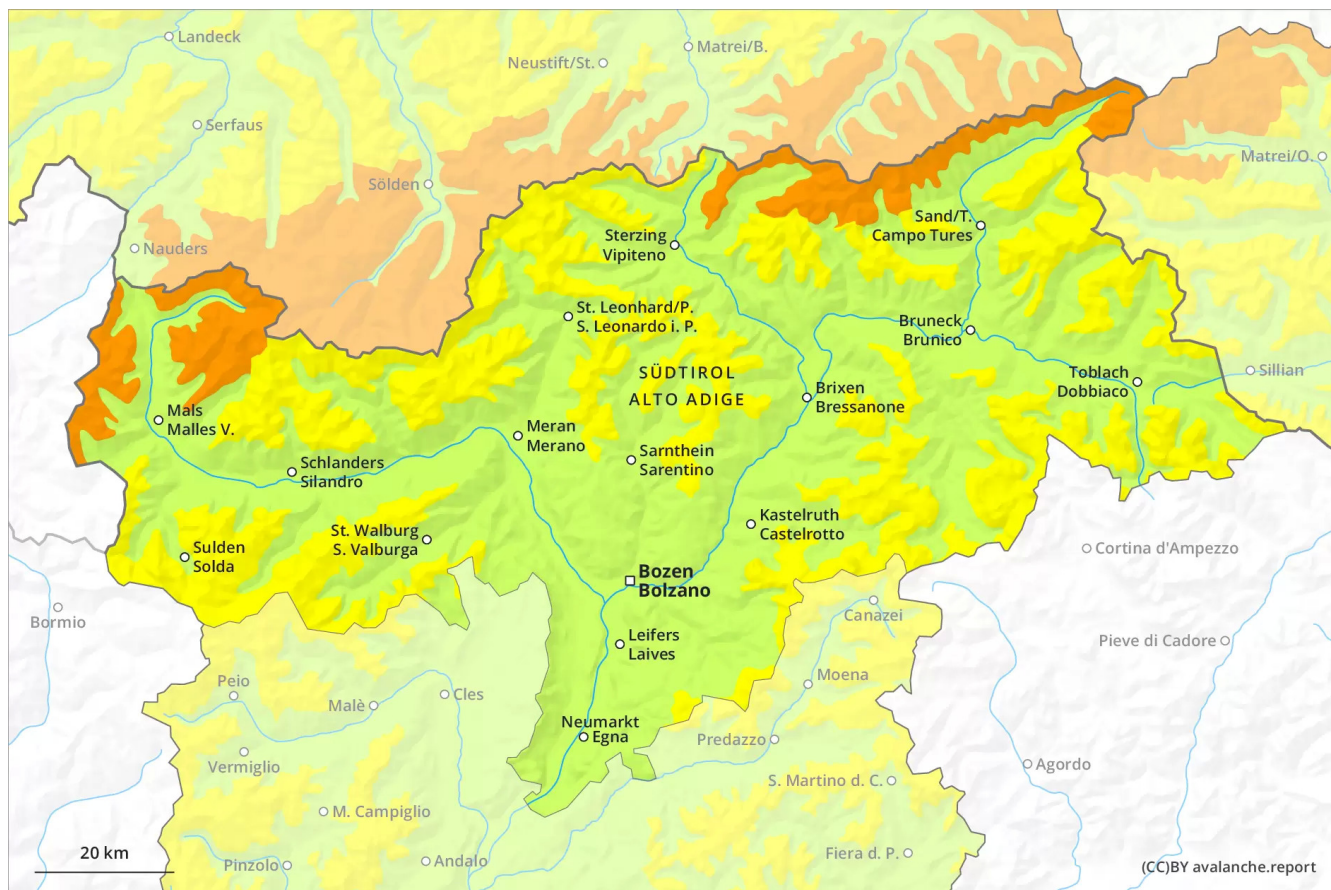 Landeck
Matrei/B.
Neustift/St.
Serfaus
Matrei/O.
Sölden
Sand/T.
Campo Tures
Sterzing
Vipiteno
Nauders
St. Leonhard/P.
S. Leonardo i. P.
Bruneck
Brunico
SÜDTIROL
ALTO ADIGE
Toblach
Dobbiaco
Sillian
Brixen
Bressanone
Mals
Malles V.
Meran
Merano
Sarnthein
Sarentino
Schlanders
Silandro
Kastelruth
Castelrotto
St. Walburg
S. Valburga
Sulden
Solda
Cortina d'Ampezzo
Bozen
Bolzano
Bormio
Canazei
Leifers
Laives
Pieve di Cadore
Peio
Moena
Cles
Malè
Neumarkt
Egna
Predazzo
Vermiglio
Agordo
S. Martino d. C.
M. Campiglio
20 km
Andalo
Fiera d. P.
Pinzolo
(CC)BY avalanche.report